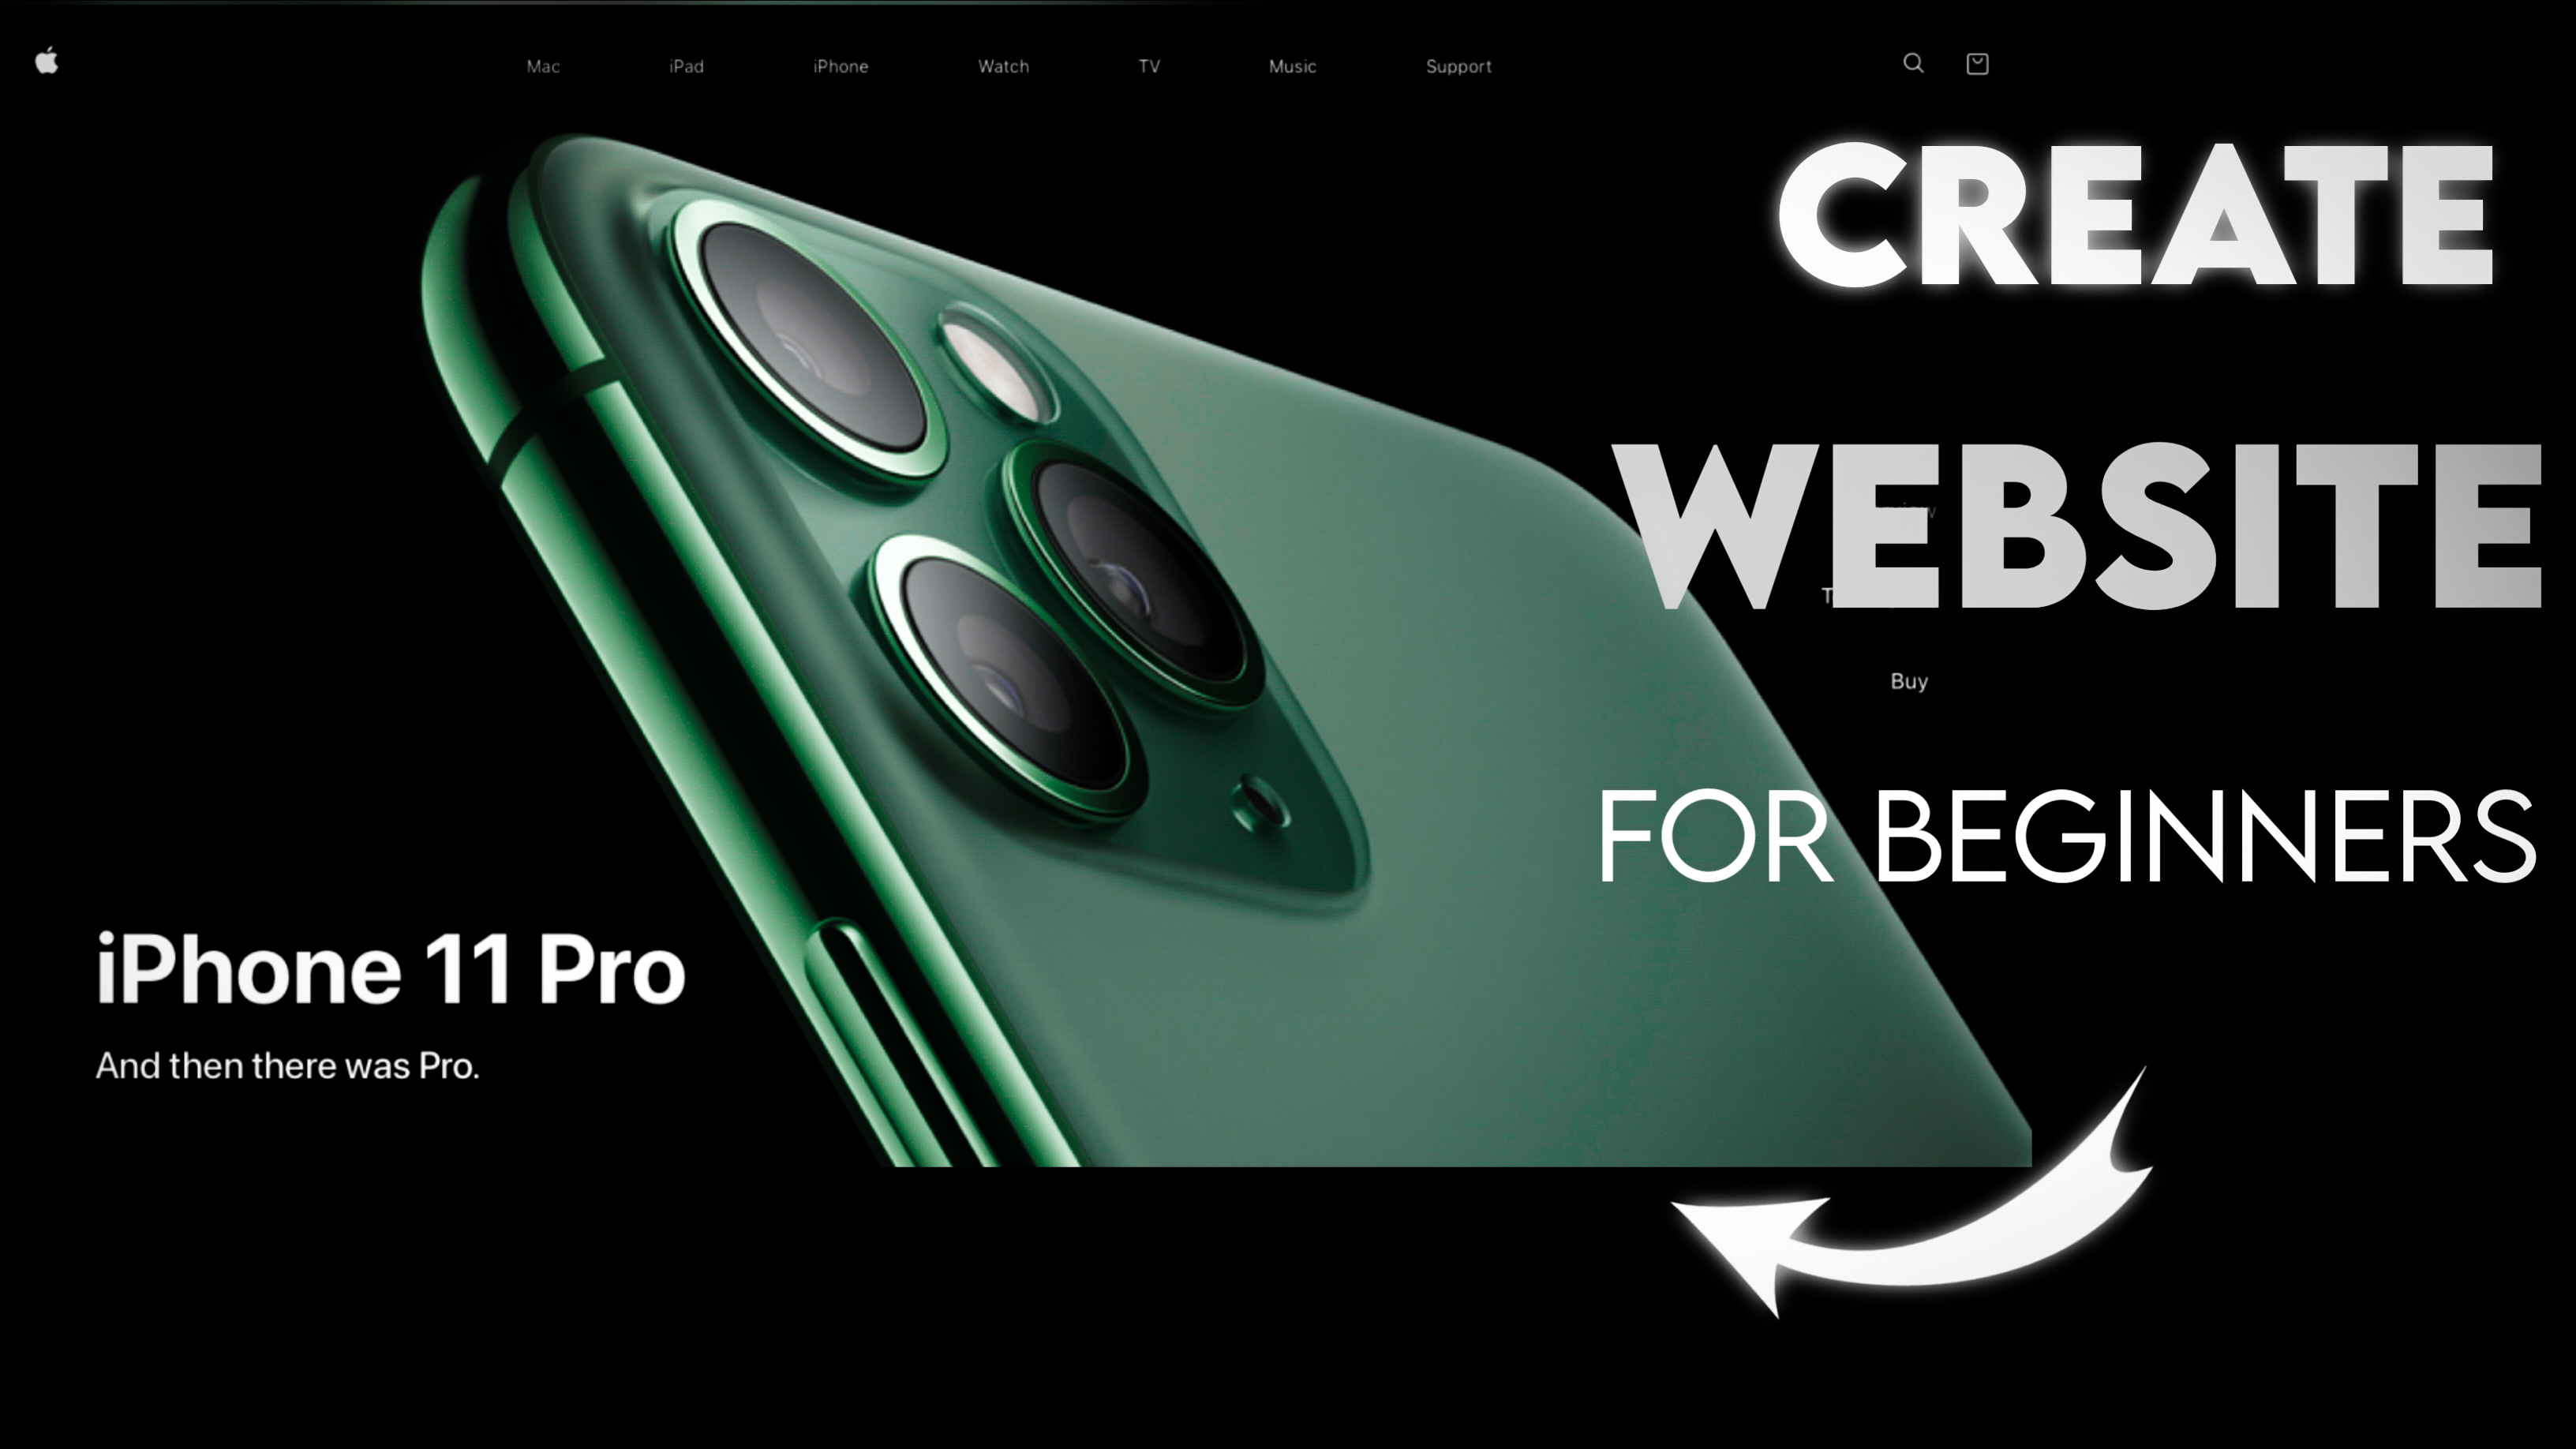 Mac iPad iPhone Watch TV Music Support
CREATE
WEBSITE
Buy
FOR BEGINNERS
iPhone 11 Pro
And then there was Pro.